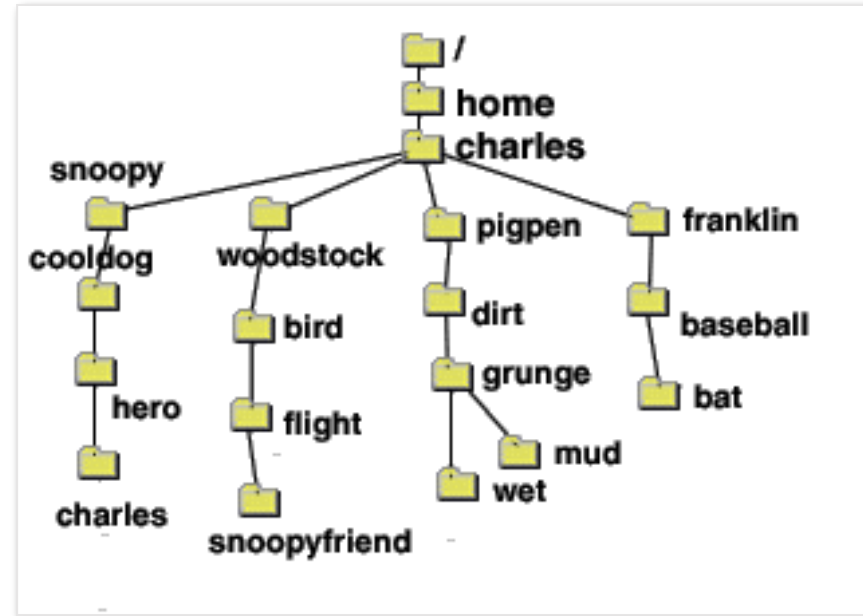 /
home
charles
snoopy
pigpen
franklin
cooldog
woodstock
bird
dirt
baseball
grunge
hero
flight
bat
mud
wet
charles
snoopyfriend